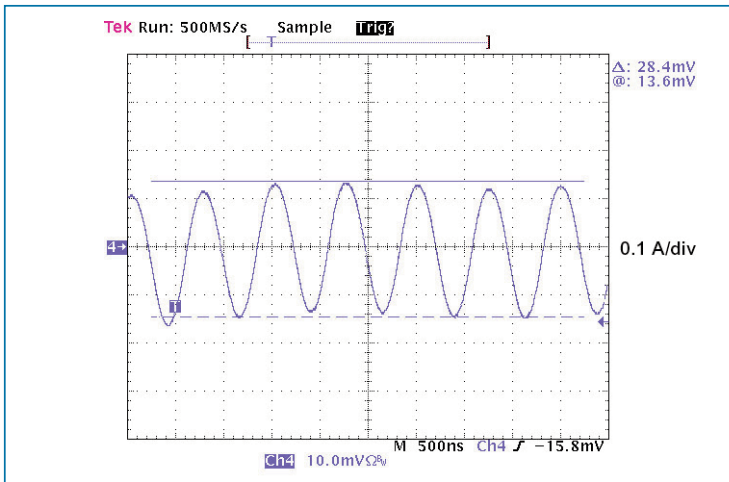 Tek Run: 500MS/s Sample Trig?
[ T ]
Δ: 28.4mV
@: 13.6mV
4→
0.1 A/div
T
M 500ns Ch4 ∫ −15.8mV
Ch4 10.0mVΩBw